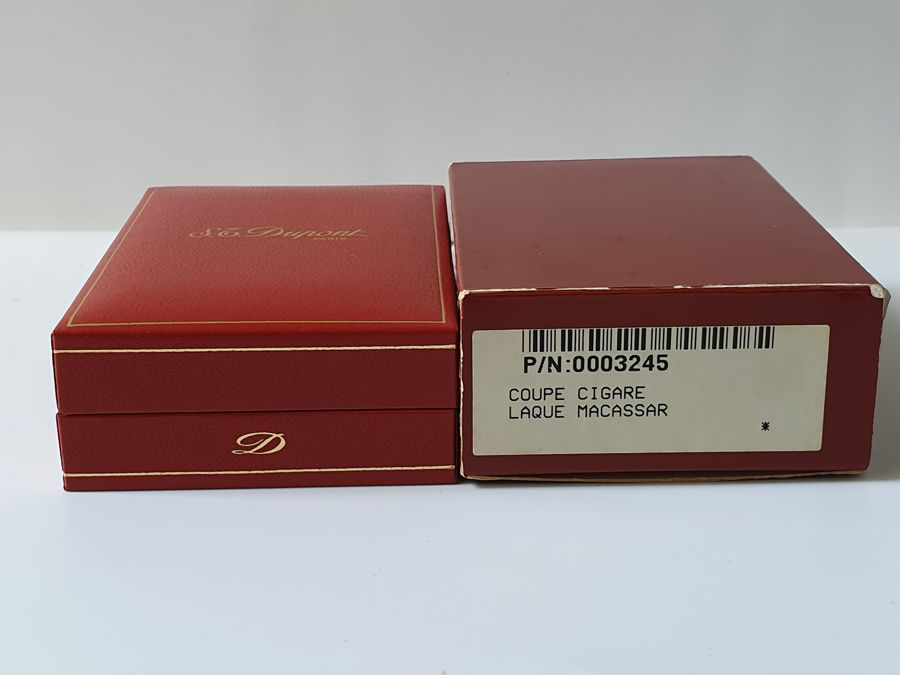 S.T. Dupont
PARIS
D
P/N:0003245
COUPE CIGARE
LAQUE MACASSAR
*